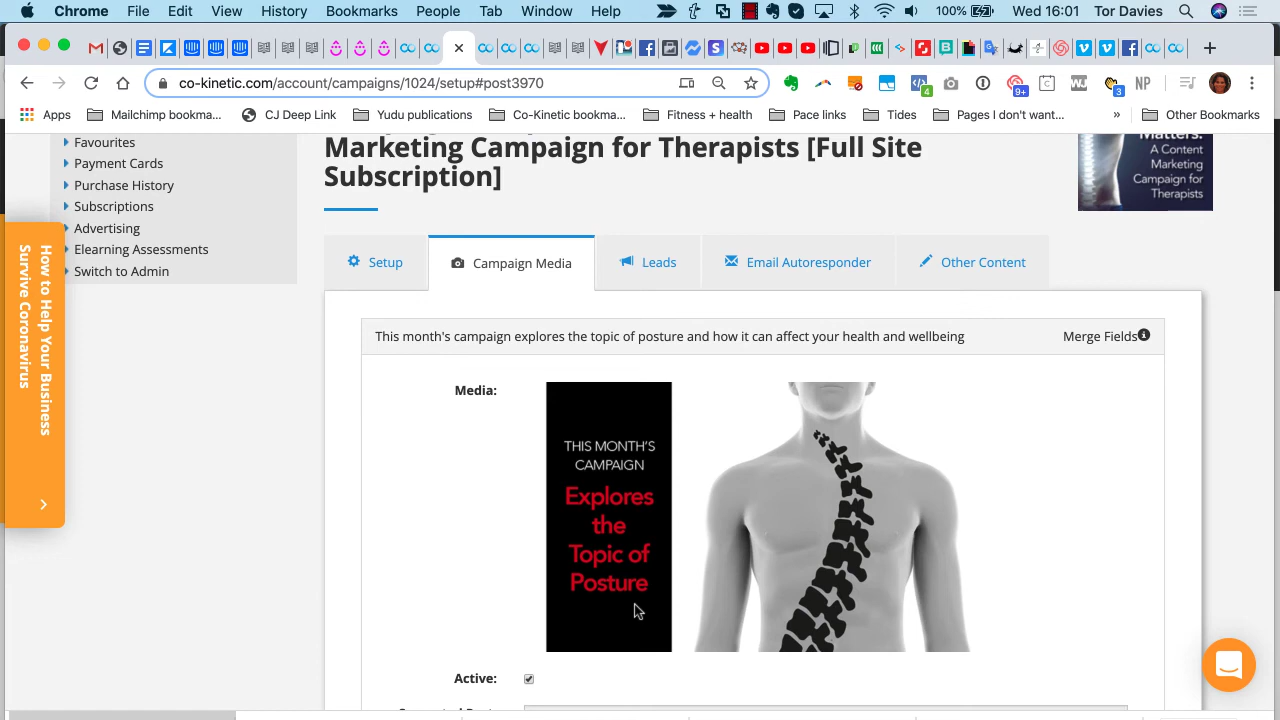 Chrome File Edit View History Bookmarks People Tab Window Help 100% Wed 16:01 Tor Davies
co-kinetic.com/account/campaigns/1024/setup#post3970
4 9+ 3 NP
Apps Mailchimp bookma... CJ Deep Link Yudu publications Co-Kinetic bookma... Fitness + health Pace links Tides Pages I don't want... » Other Bookmarks
Favourites
Payment Cards
Purchase History
Subscriptions
Advertising
Elearning Assessments
Switch to Admin
How to Help Your Business
Survive Coronavirus
Marketing Campaign for Therapists [Full Site
Subscription]
Matters:
A Content
Marketing
Campaign for
Therapists
Setup Campaign Media Leads Email Autoresponder Other Content
This month's campaign explores the topic of posture and how it can affect your health and wellbeing Merge Fields
Media:
THIS MONTH'S
CAMPAIGN
Explores
the
Topic of
Posture
Active: